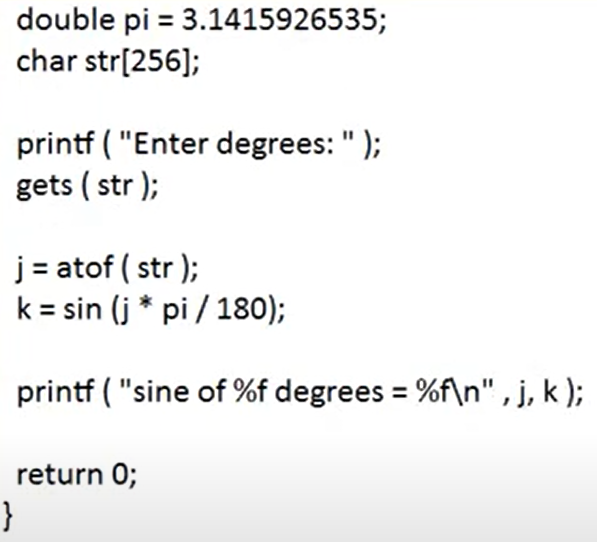 double pi = 3.1415926535;
char str[256];
printf ( "Enter degrees: " );
gets ( str );
j = atof ( str );
k = sin (j * pi / 180);
printf ( "sine of %f degrees = %f\n" , j, k );
return 0;
}